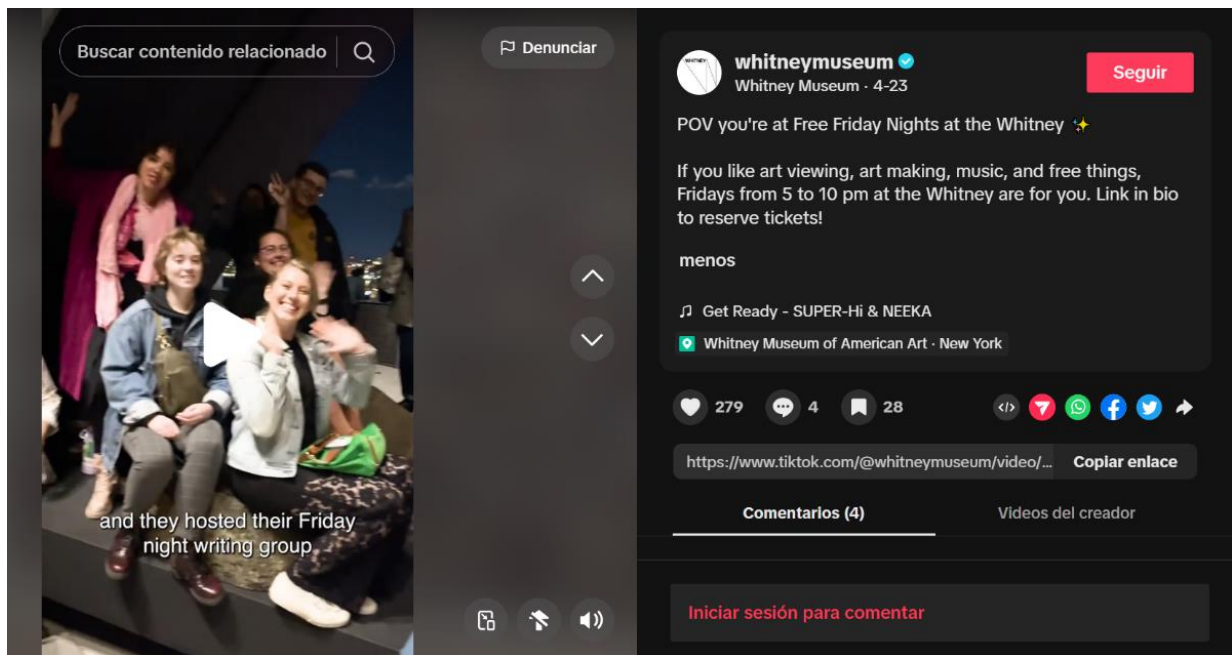 Buscar contenido relacionado
Denunciar
and they hosted their Friday
night writing group
whitneymuseum
Whitney Museum · 4-23
Seguir
POV you're at Free Friday Nights at the Whitney ✨
If you like art viewing, art making, music, and free things,
Fridays from 5 to 10 pm at the Whitney are for you. Link in bio
to reserve tickets!
menos
Get Ready - SUPER-Hi & NEEKA
Whitney Museum of American Art · New York
279
4
28
https://www.tiktok.com/@whitneymuseum/video/...
Copiar enlace
Comentarios (4)
Videos del creador
Iniciar sesión para comentar